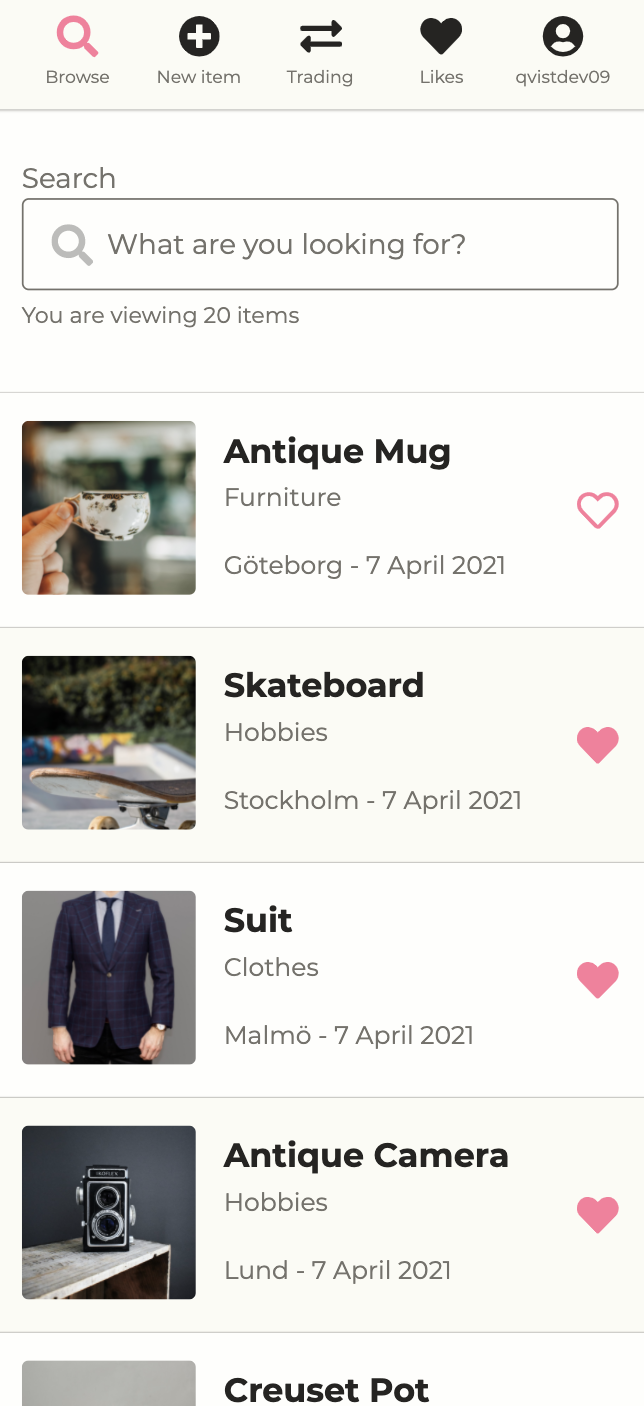 Browse New item Trading Likes qvistdev09
Search
What are you looking for?
You are viewing 20 items
Antique Mug
Furniture
Göteborg - 7 April 2021
Skateboard
Hobbies
Stockholm - 7 April 2021
Suit
Clothes
Malmö - 7 April 2021
Antique Camera
Hobbies
Lund - 7 April 2021
Creuset Pot